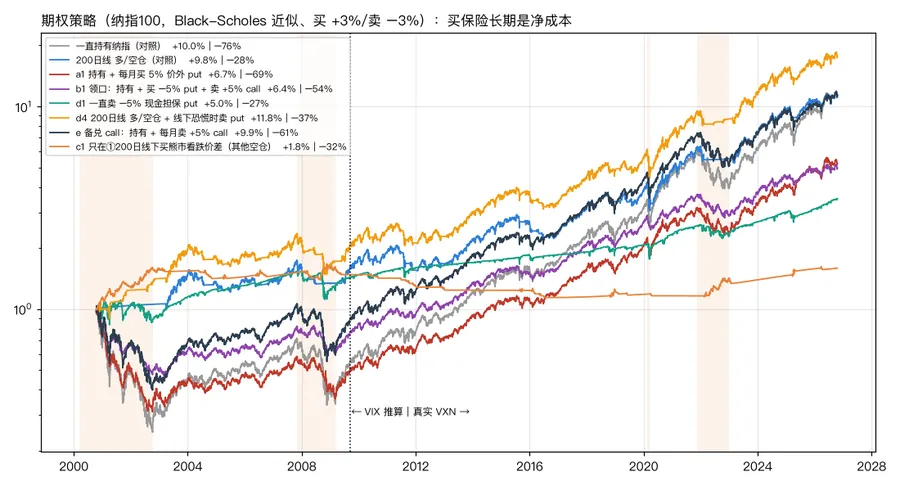 期权策略（纳指100，Black-Scholes 近似、买 +3%/卖 −3%）：买保险长期是净成本
一直持有纳指（对照） +10.0% | −76%
200日线 多/空仓（对照） +9.8% | −28%
a1 持有 + 每月买 5% 价外 put +6.7% | −69%
b1 领口：持有 + 买 −5% put + 卖 +5% call +6.4% | −54%
d1 一直卖 −5% 现金担保 put +5.0% | −27%
d4 200日线 多/空仓 + 线下恐慌时卖 put +11.8% | −37%
e 备兑 call：持有 + 每月卖 +5% call +9.9% | −61%
c1 只在①200日线下买熊市看跌价差（其他空仓） +1.8% | −32%
10¹
10⁰
← VIX 推算 | 真实 VXN →
2000 2004 2008 2012 2016 2020 2024 2028